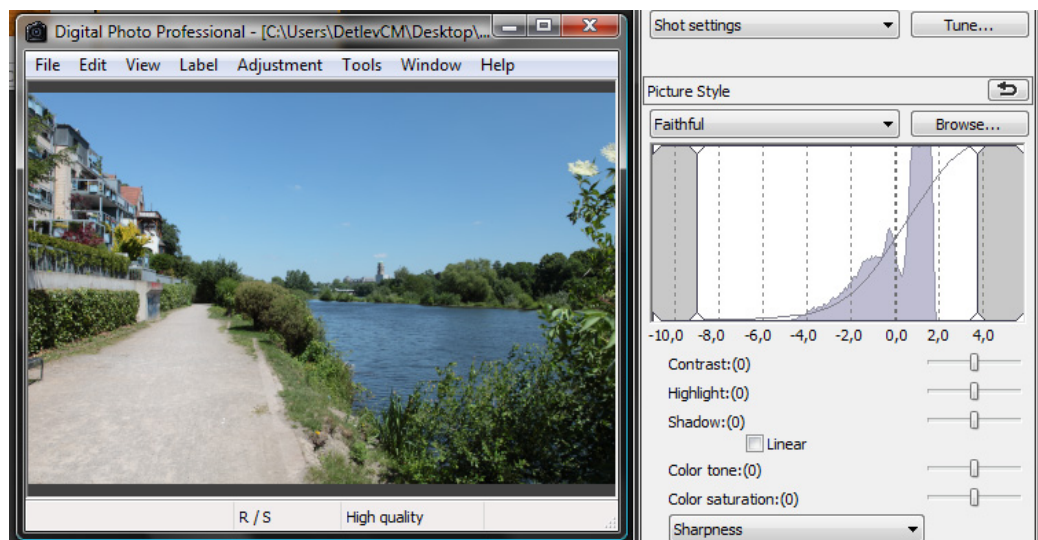 Digital Photo Professional - [C:\Users\DetlevCM\Desktop\...
File Edit View Label Adjustment Tools Window Help
R / S High quality
Shot settings Tune...
Picture Style
Faithful Browse...
-10,0 -8,0 -6,0 -4,0 -2,0 0,0 2,0 4,0
Contrast:(0)
Highlight:(0)
Shadow:(0)
Linear
Color tone:(0)
Color saturation:(0)
Sharpness